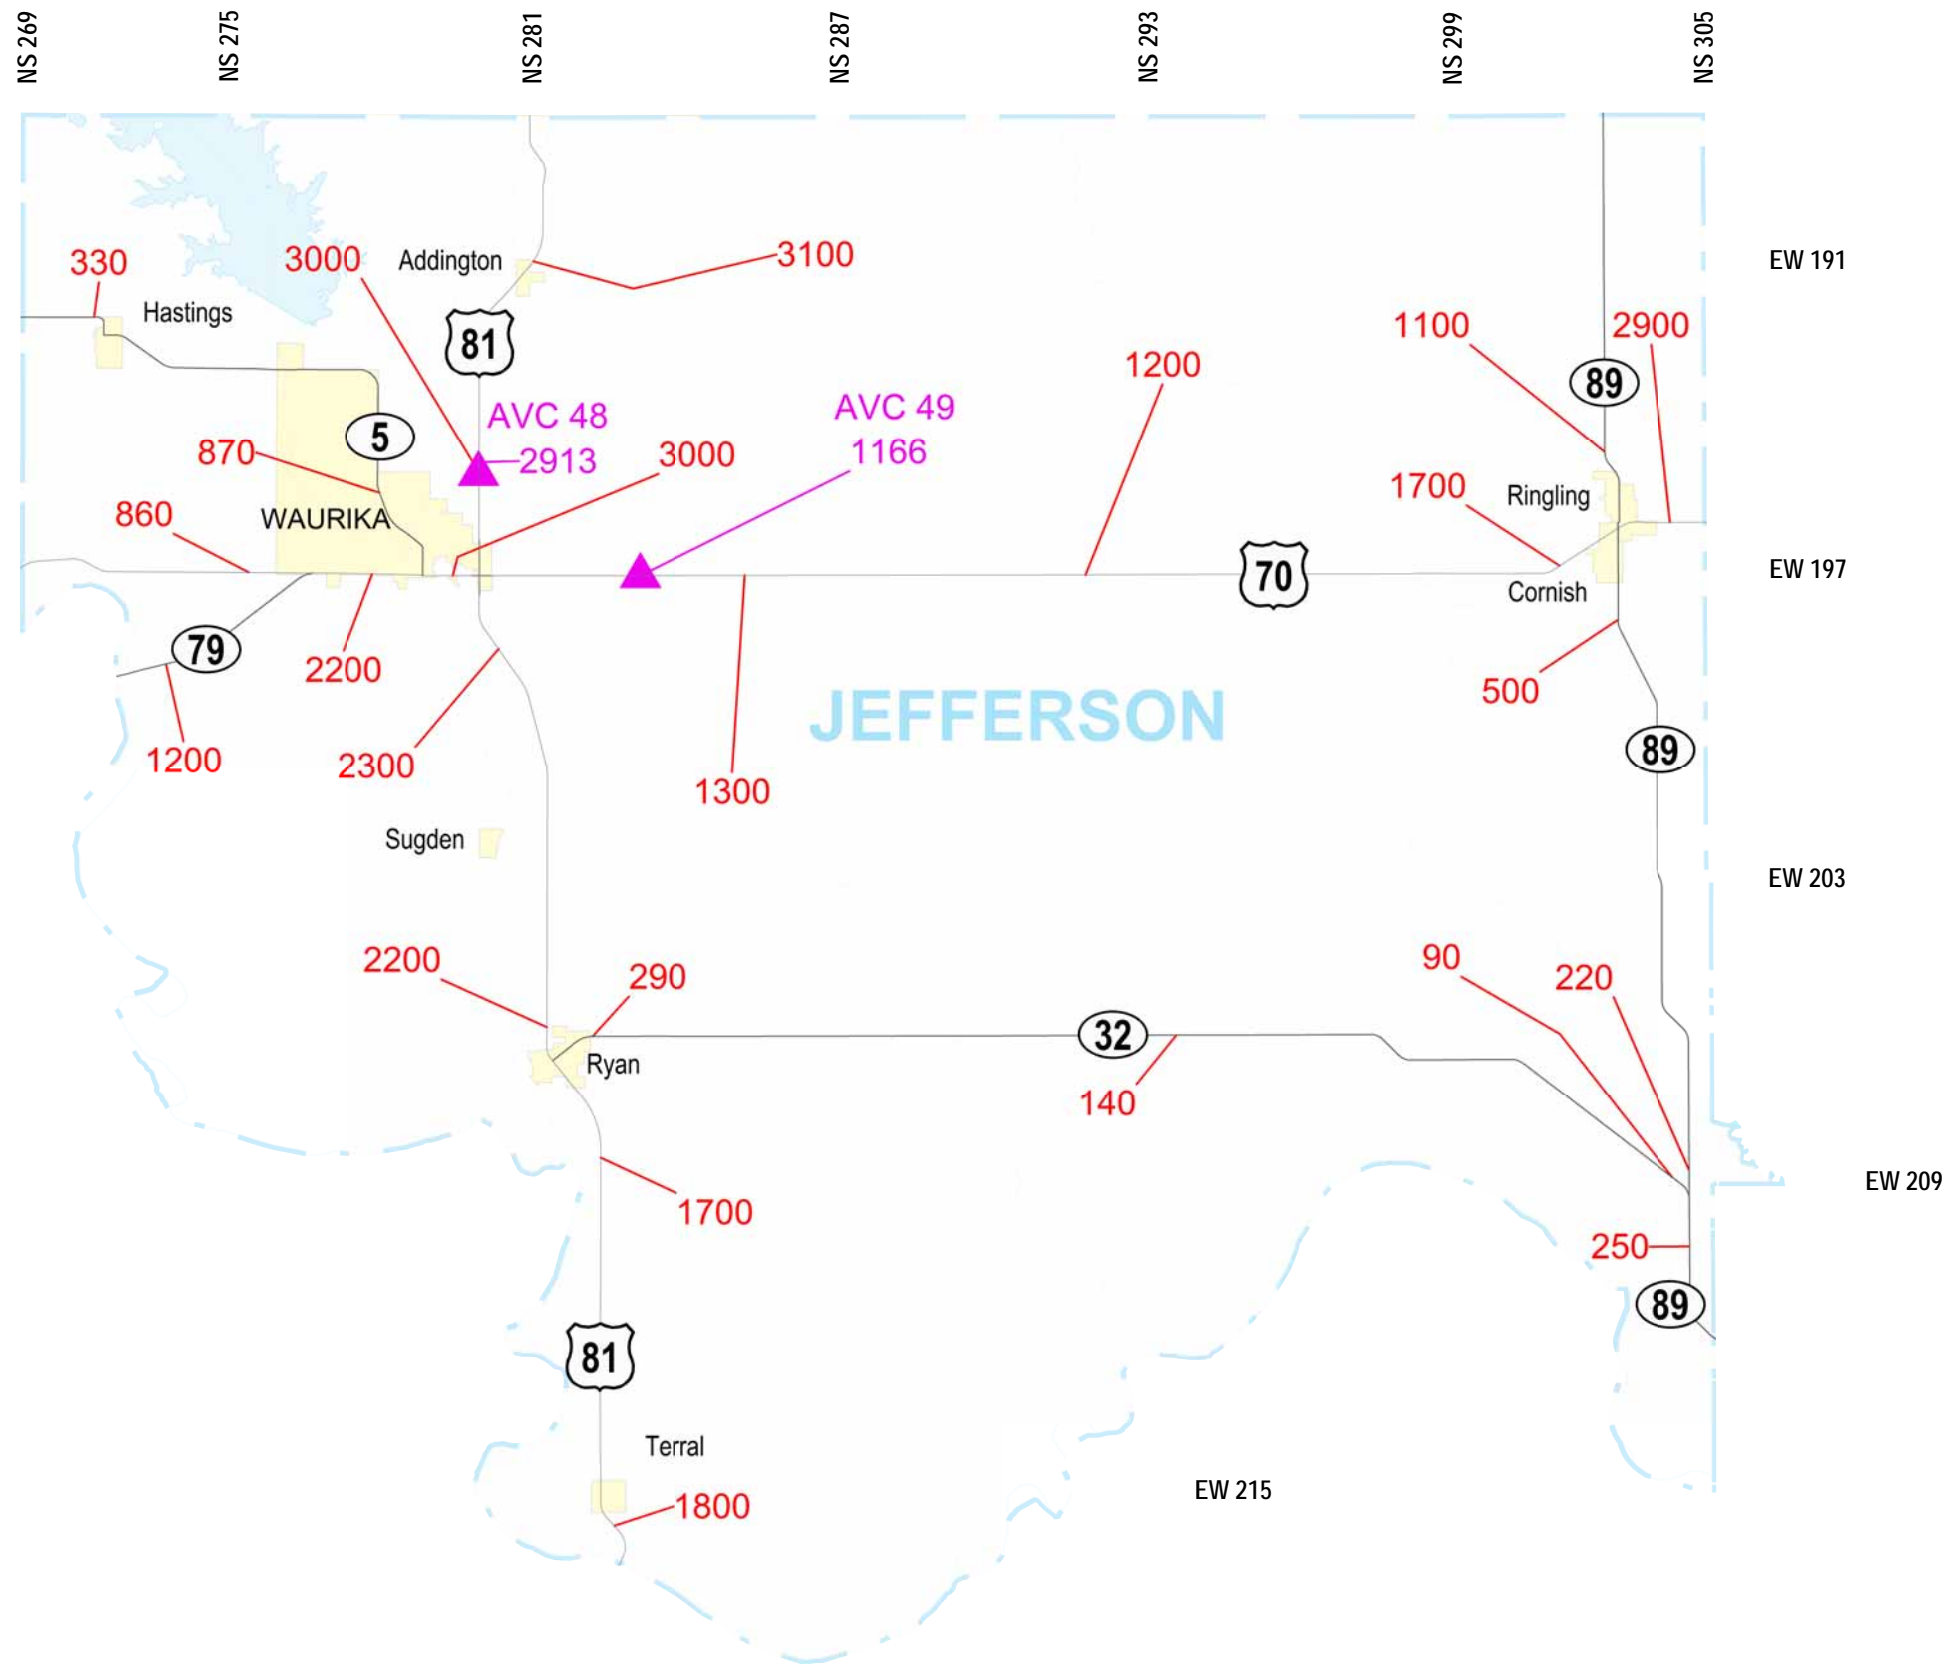 NS 269
NS 275
NS 281
NS 287
NS 293
NS 299
NS 305
330
3000
Addington
3100
EW 191
Hastings
81
1100
2900
1200
89
AVC 48
2913
AVC 49
1166
5
870
3000
1700
Ringling
860
WAURIKA
70
EW 197
Cornish
79
2200
500
JEFFERSON
1200
2300
1300
89
Sugden
EW 203
2200
290
90
220
32
Ryan
140
1700
EW 209
250
89
81
Terral
EW 215
1800